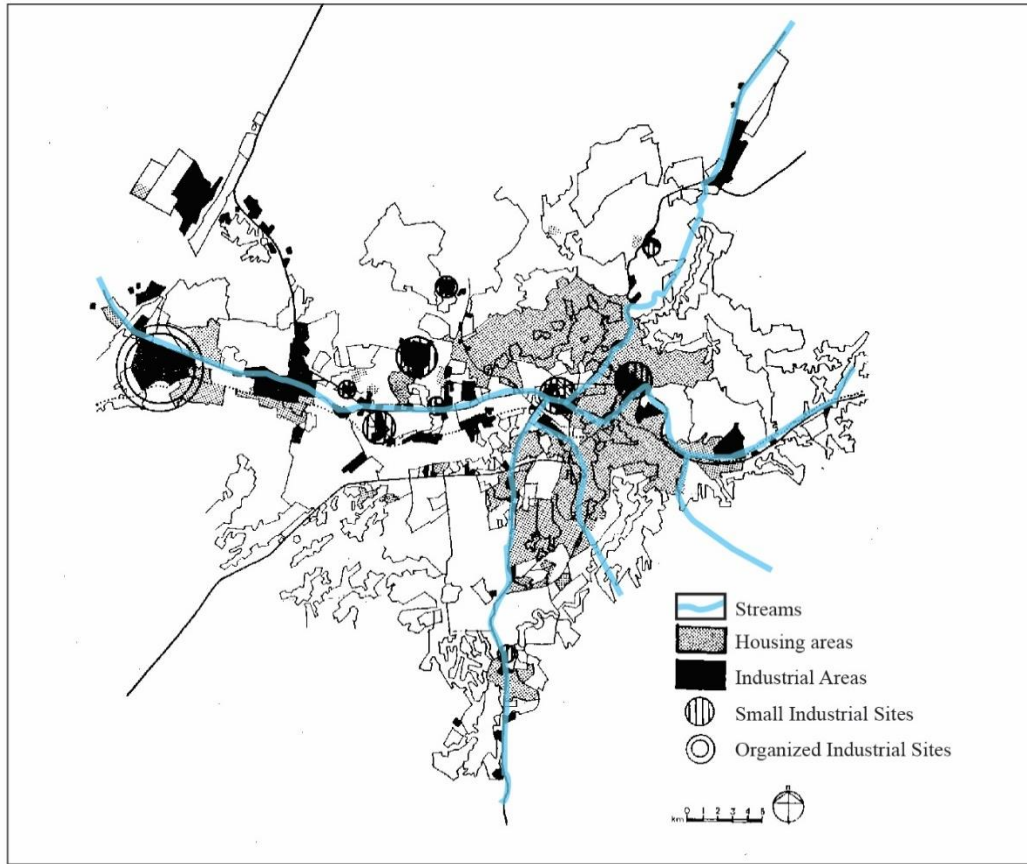 Streams
Housing areas
Industrial Areas
Small Industrial Sites
Organized Industrial Sites
km 0 1 2 3 4 5